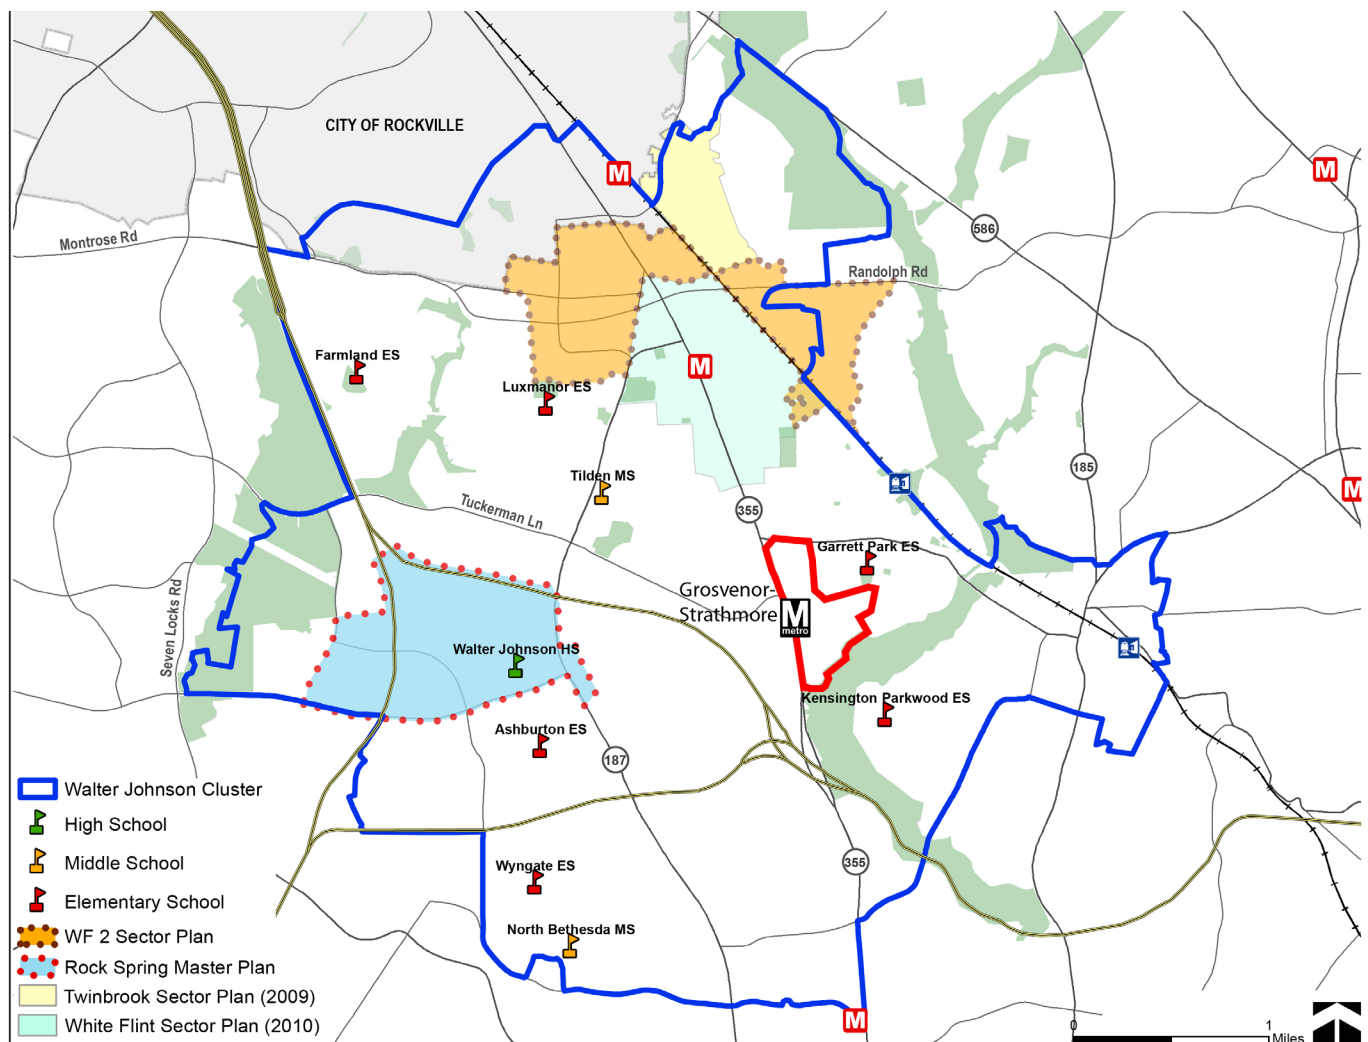 CITY OF ROCKVILLE
M
M
Montrose Rd
586
Randolph Rd
Farmland ES
M
Luxmanor ES
Tilden MS
185
M
Tuckerman Ln
355
Garrett Park ES
Seven Locks Rd
Grosvenor-
Strathmore
M
metro
Walter Johnson HS
Kensington Parkwood ES
Ashburton ES
187
355
Wyngate ES
North Bethesda MS
M
Walter Johnson Cluster
High School
Middle School
Elementary School
WF 2 Sector Plan
Rock Spring Master Plan
Twinbrook Sector Plan (2009)
White Flint Sector Plan (2010)
0 1
Miles